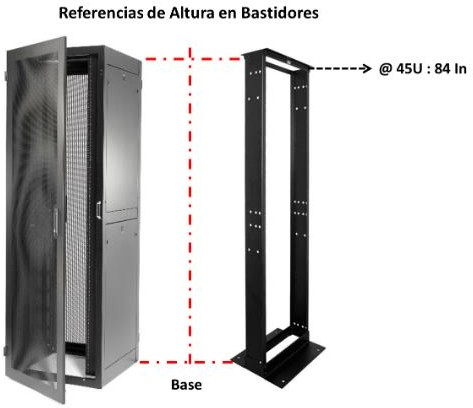 Referencias de Altura en Bastidores
@ 45U : 84 In
Base